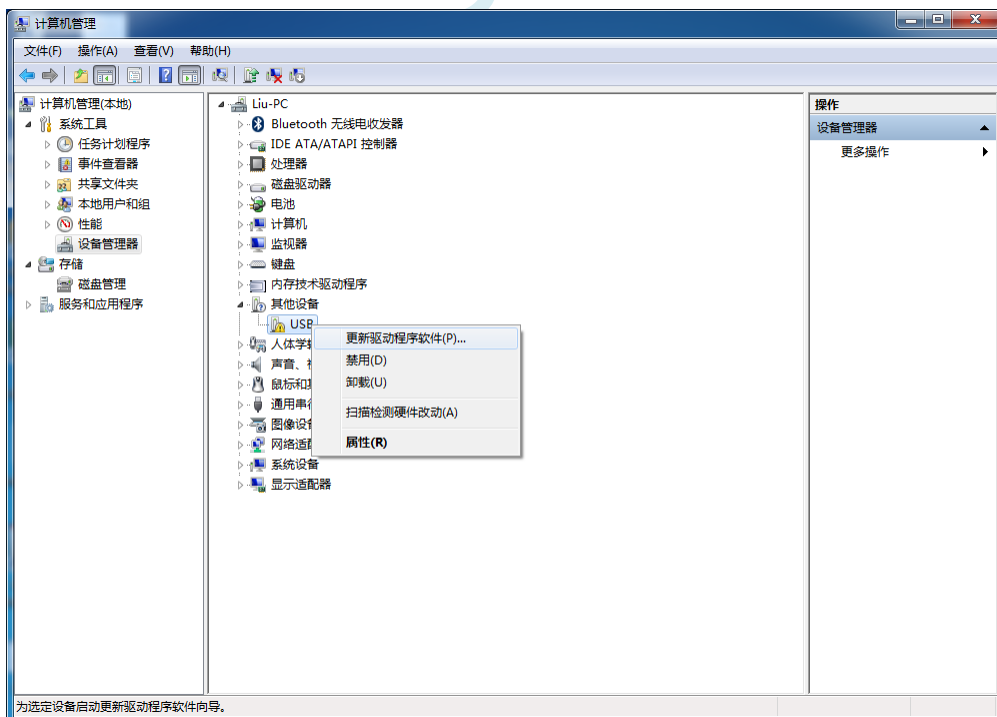 计算机管理
文件(F) 操作(A) 查看(V) 帮助(H)
计算机管理(本地)
系统工具
任务计划程序
事件查看器
共享文件夹
本地用户和组
性能
设备管理器
存储
磁盘管理
服务和应用程序
Liu-PC
Bluetooth 无线电收发器
IDE ATA/ATAPI 控制器
处理器
磁盘驱动器
电池
计算机
监视器
键盘
内存技术驱动程序
其他设备
USB
人体学
声音、
鼠标和
通用串
图像设
网络适
系统设备
显示适配器
更新驱动程序软件(P)...
禁用(D)
卸载(U)
扫描检测硬件改动(A)
属性(R)
操作
设备管理器
更多操作
为选定设备启动更新驱动程序软件向导。